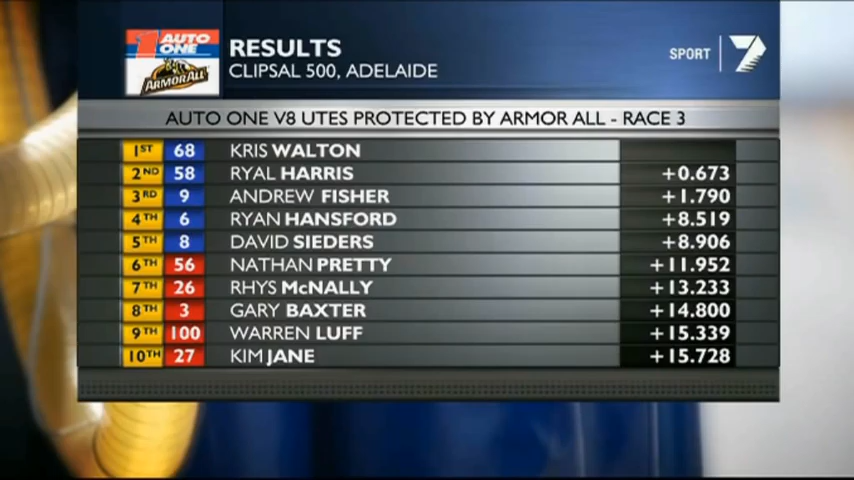 1 AUTO ONE
ARMOR ALL
RESULTS
CLIPSAL 500, ADELAIDE
SPORT 7
AUTO ONE V8 UTES PROTECTED BY ARMOR ALL - RACE 3
1ST 68 KRIS WALTON
2ND 58 RYAL HARRIS +0.673
3RD 9 ANDREW FISHER +1.790
4TH 6 RYAN HANSFORD +8.519
5TH 8 DAVID SIEDERS +8.906
6TH 56 NATHAN PRETTY +11.952
7TH 26 RHYS McNALLY +13.233
8TH 3 GARY BAXTER +14.800
9TH 100 WARREN LUFF +15.339
10TH 27 KIM JANE +15.728